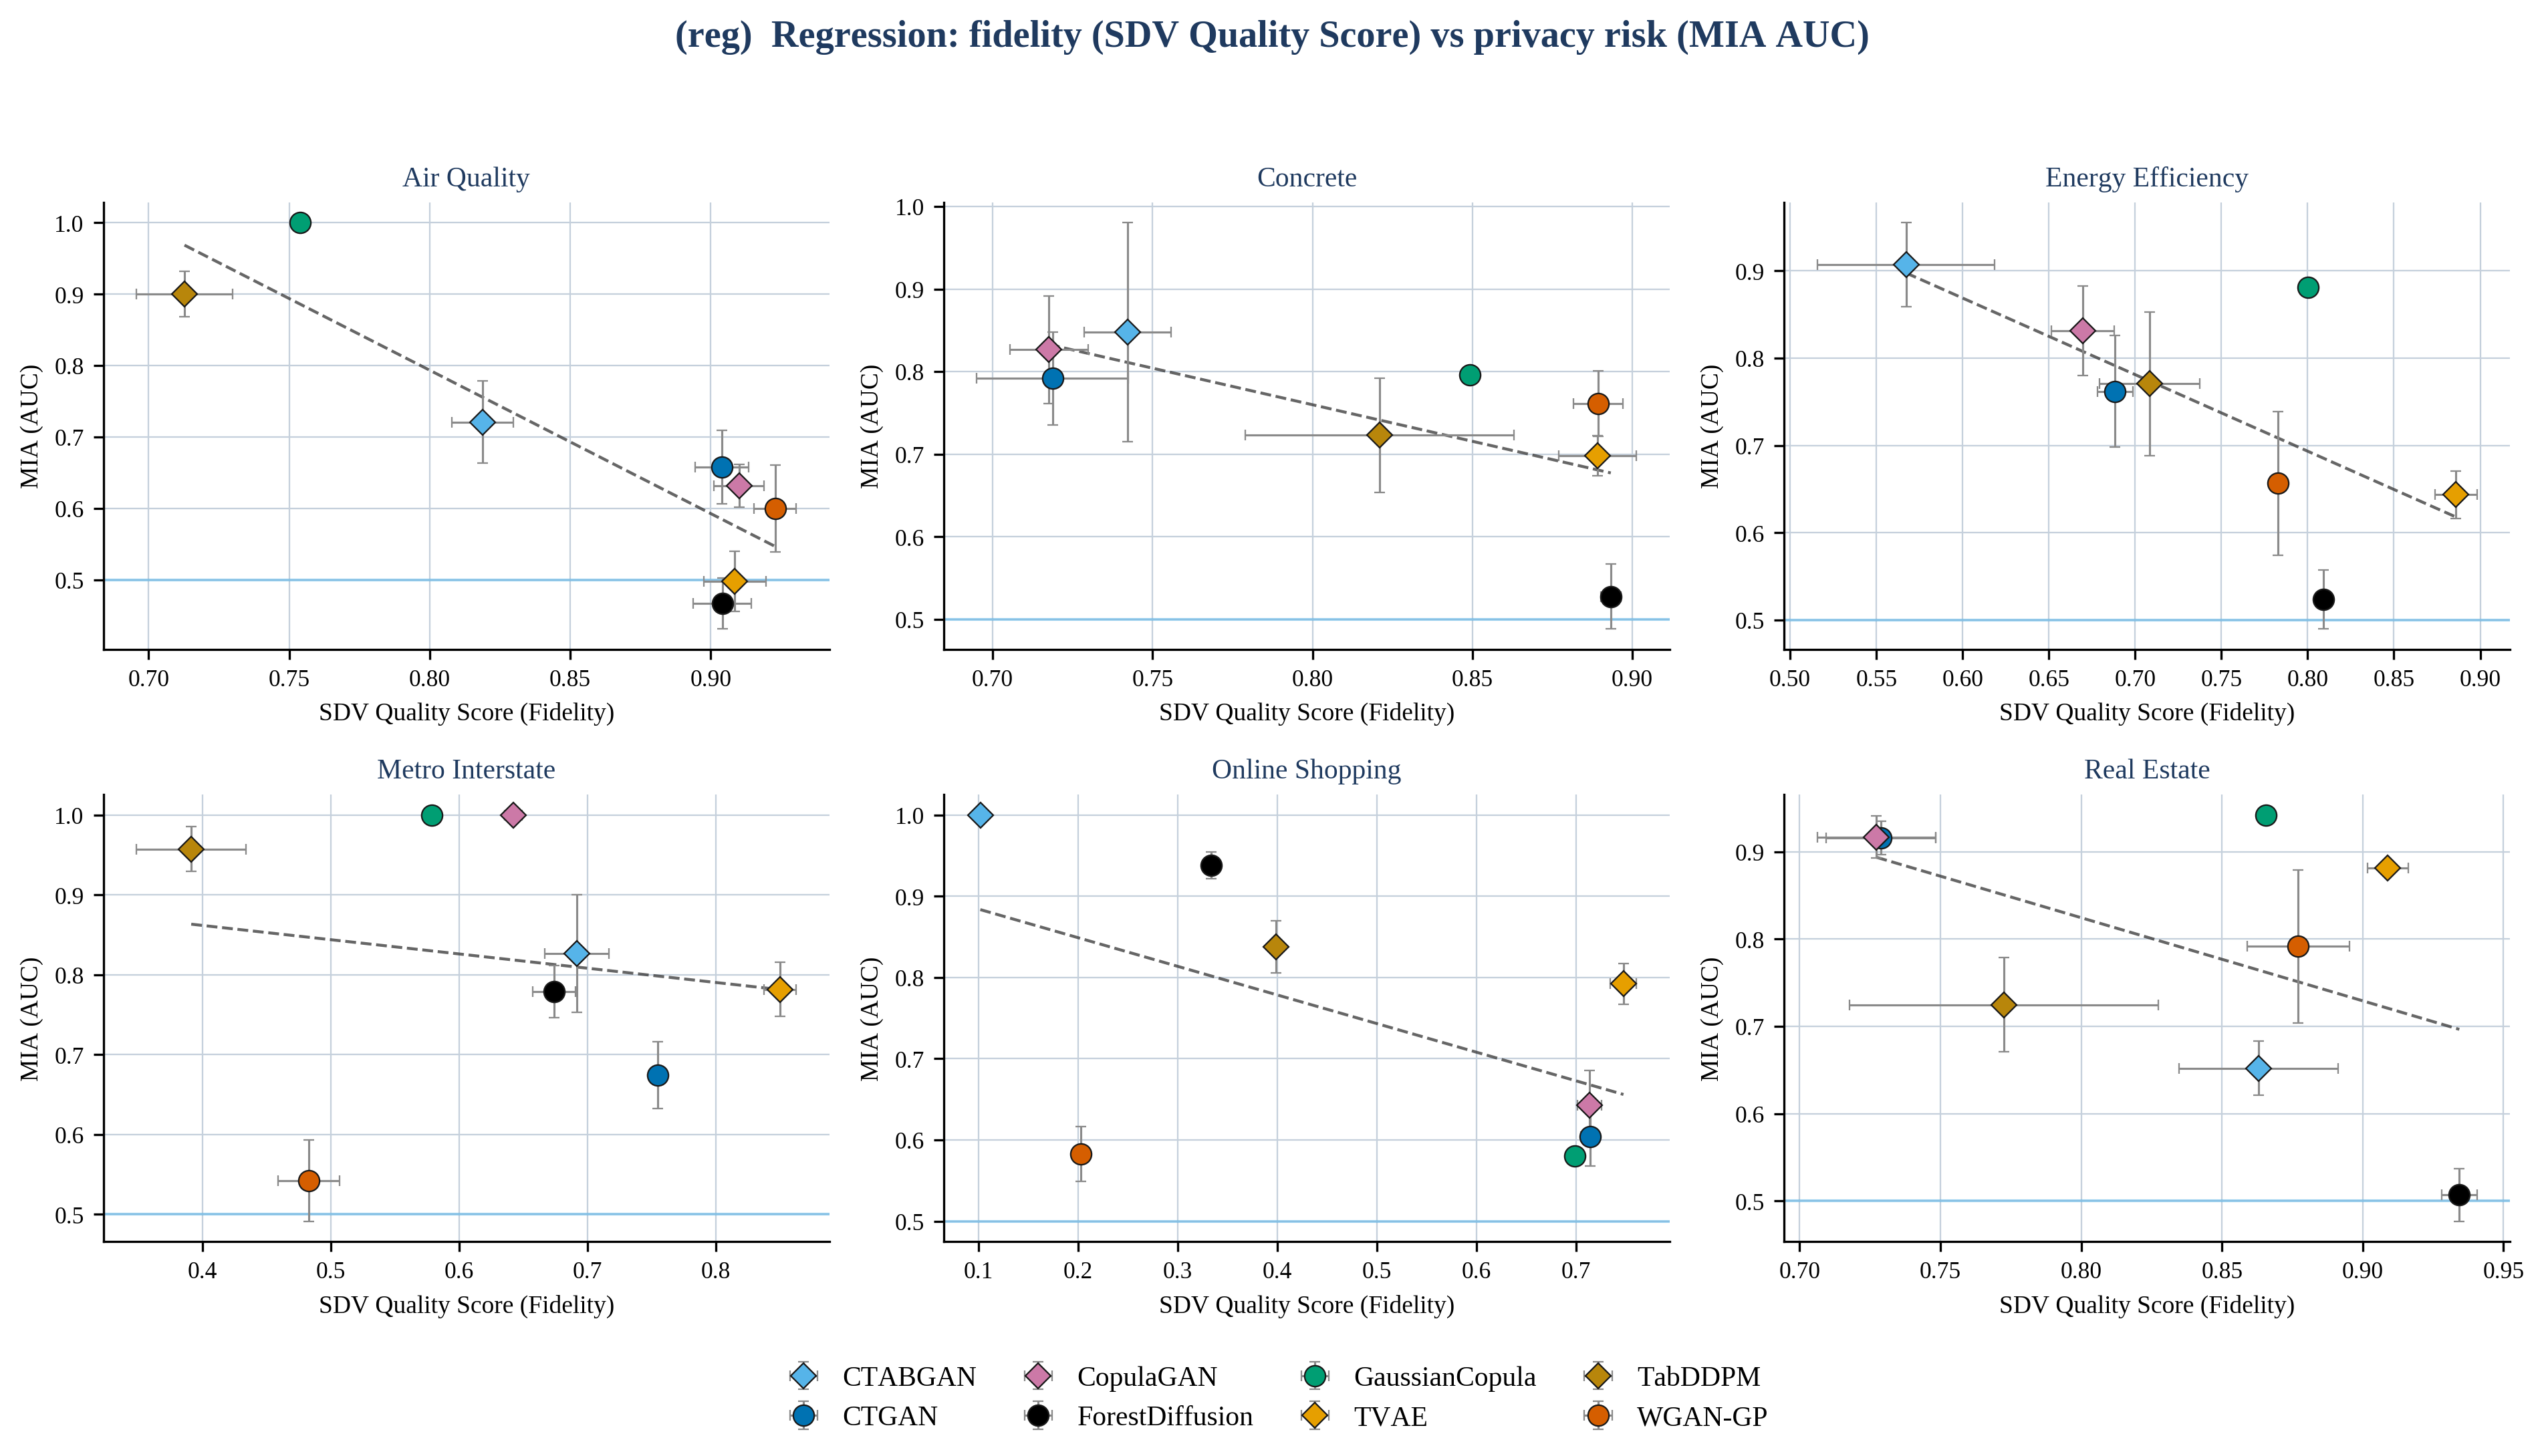 (reg)  Regression: fidelity (SDV Quality Score) vs privacy risk (MIA AUC)
Air Quality
MIA (AUC)
1.0
0.9
0.8
0.7
0.6
0.5
0.70 0.75 0.80 0.85 0.90
SDV Quality Score (Fidelity)
Concrete
MIA (AUC)
1.0
0.9
0.8
0.7
0.6
0.5
0.70 0.75 0.80 0.85 0.90
SDV Quality Score (Fidelity)
Energy Efficiency
MIA (AUC)
0.9
0.8
0.7
0.6
0.5
0.50 0.55 0.60 0.65 0.70 0.75 0.80 0.85 0.90
SDV Quality Score (Fidelity)
Metro Interstate
MIA (AUC)
1.0
0.9
0.8
0.7
0.6
0.5
0.4 0.5 0.6 0.7 0.8
SDV Quality Score (Fidelity)
Online Shopping
MIA (AUC)
1.0
0.9
0.8
0.7
0.6
0.5
0.1 0.2 0.3 0.4 0.5 0.6 0.7
SDV Quality Score (Fidelity)
Real Estate
MIA (AUC)
0.9
0.8
0.7
0.6
0.5
0.70 0.75 0.80 0.85 0.90 0.95
SDV Quality Score (Fidelity)
CTABGAN CopulaGAN GaussianCopula TabDDPM
CTGAN ForestDiffusion TVAE WGAN-GP